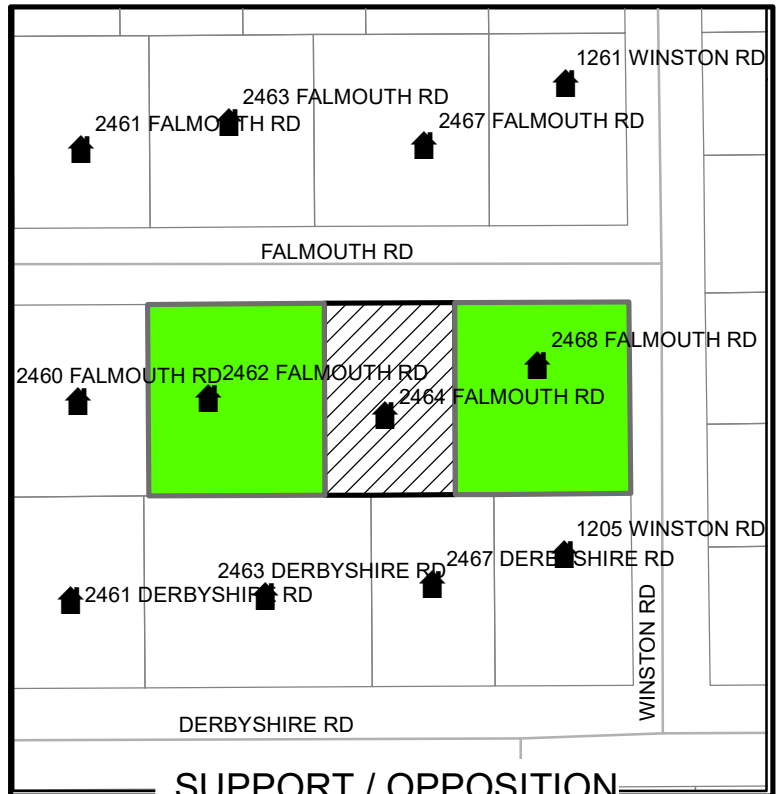 1261 WINSTON RD
2463 FALMOUTH RD
2461 FALMOUTH RD
2467 FALMOUTH RD
FALMOUTH RD
2468 FALMOUTH RD
2460 FALMOUTH RD
2462 FALMOUTH RD
2464 FALMOUTH RD
1205 WINSTON RD
2467 DERBYSHIRE RD
2463 DERBYSHIRE RD
2461 DERBYSHIRE RD
WINSTON RD
DERBYSHIRE RD
SUPPORT / OPPOSITION